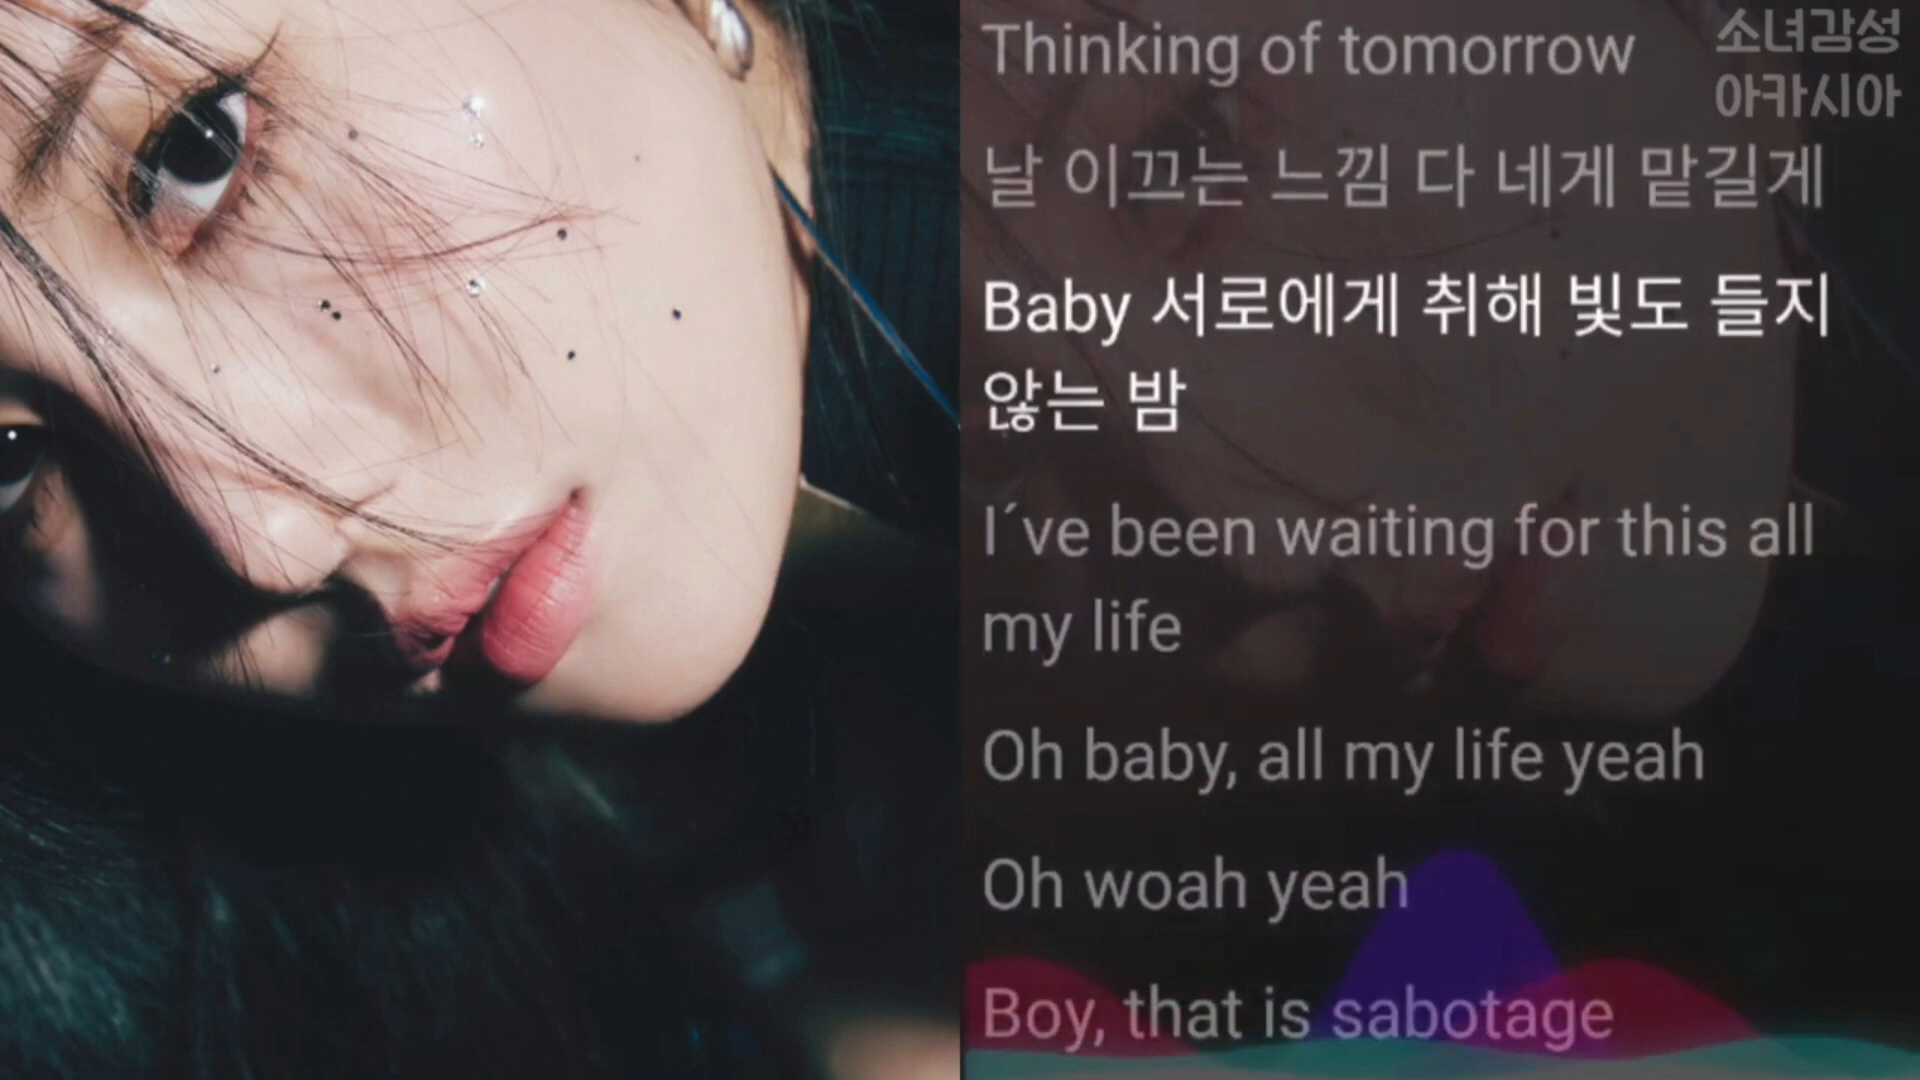 소녀감성
아카시아
Thinking of tomorrow
날 이끄는 느낌 다 네게 맡길게
Baby 서로에게 취해 빛도 들지
않는 밤
I´ve been waiting for this all
my life
Oh baby, all my life yeah
Oh woah yeah
Boy, that is sabotage